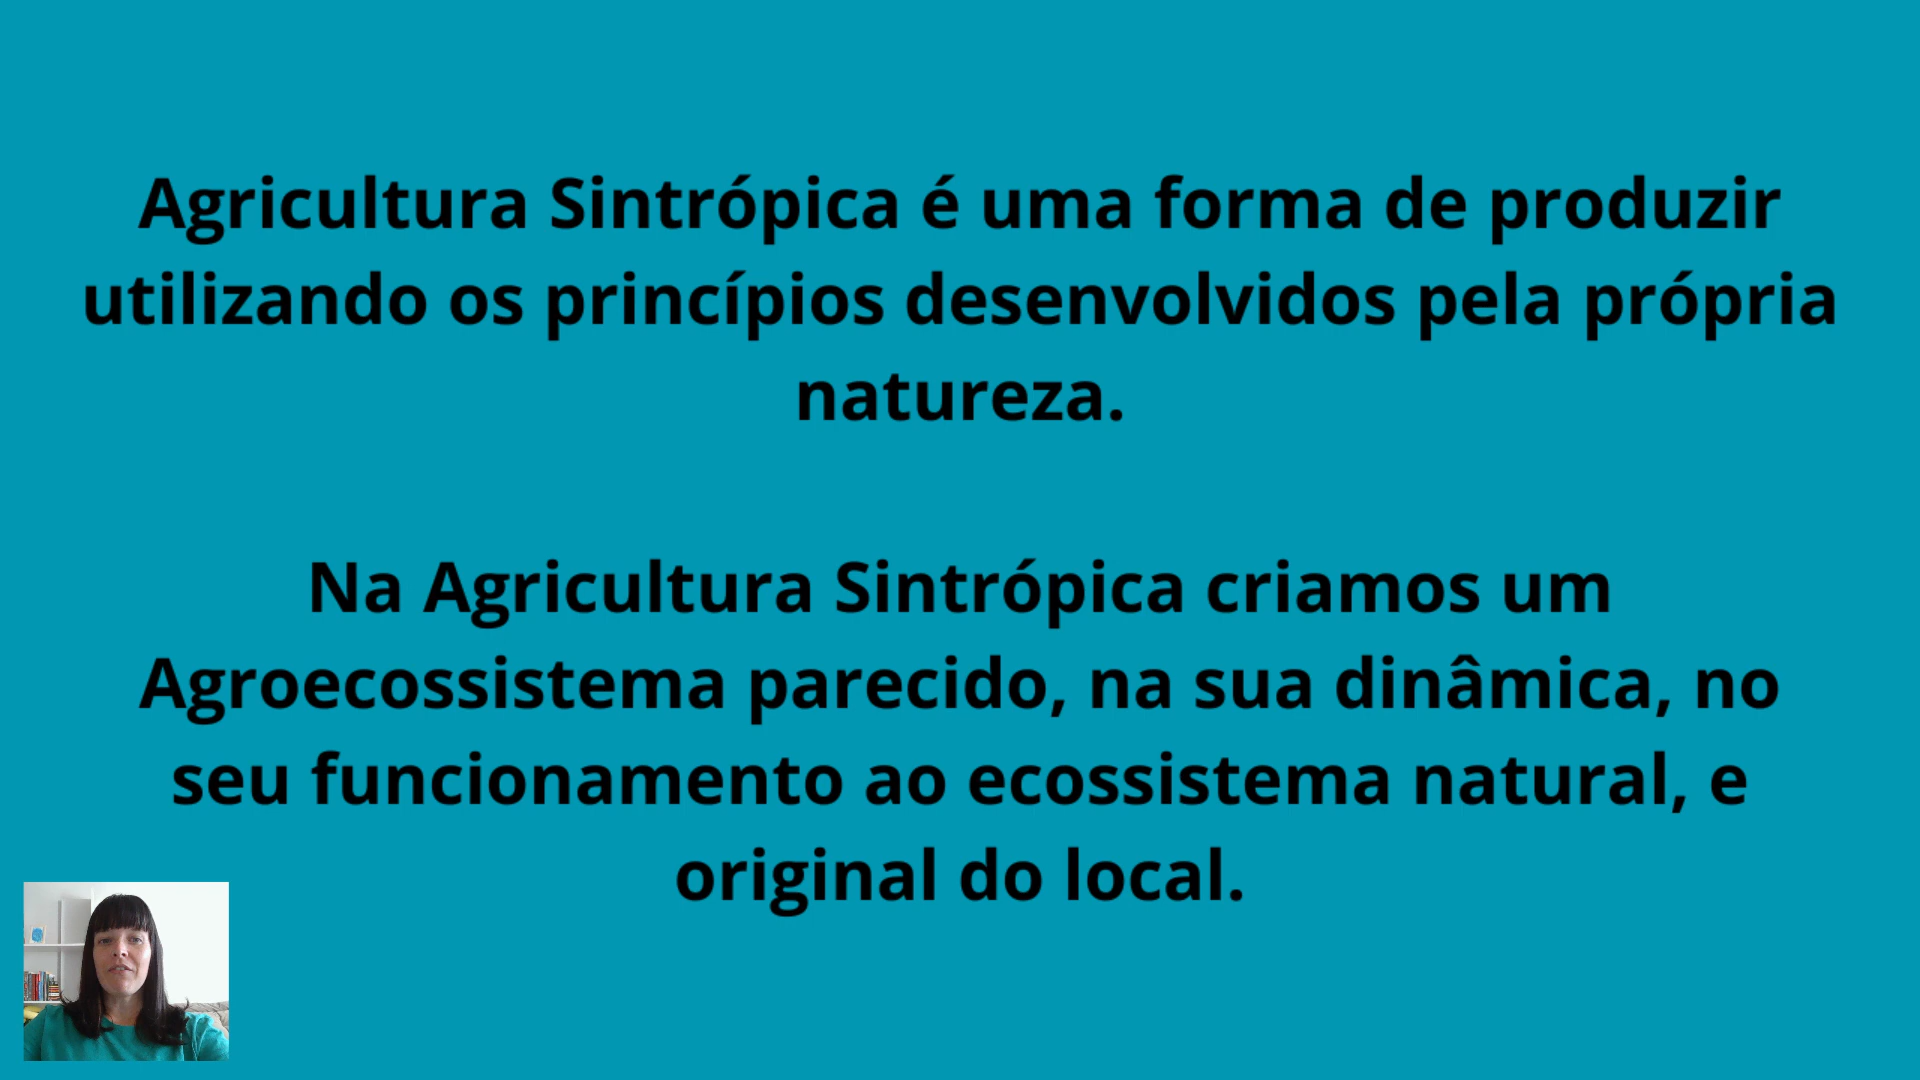 Agricultura Sintrópica é uma forma de produzir
utilizando os princípios desenvolvidos pela própria
natureza.
Na Agricultura Sintrópica criamos um
Agroecossistema parecido, na sua dinâmica, no
seu funcionamento ao ecossistema natural, e
original do local.